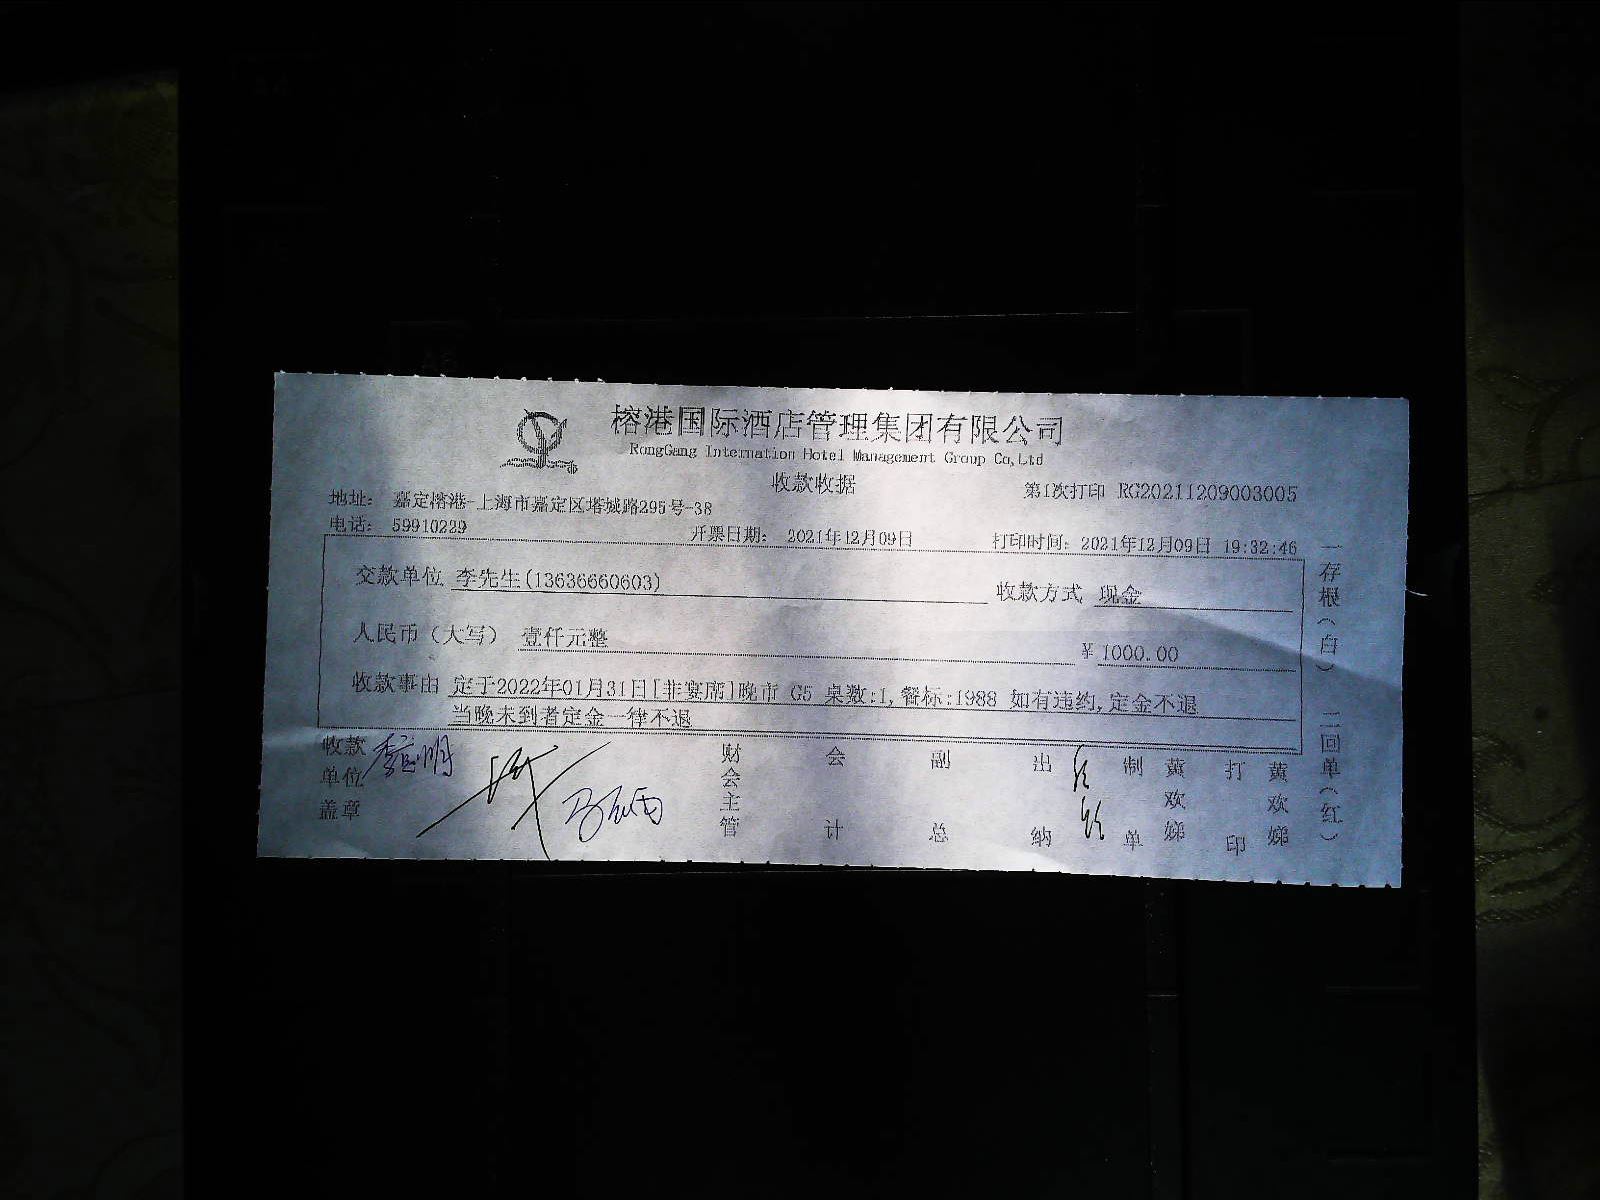 榕港国际酒店管理集团有限公司
RongGang Internation Hotel Management Group Co,Ltd
收款收据
第1次打印 RG20211209003005
地址： 嘉定榕港-上海市嘉定区塔城路295号-38
电话： 59910229
开票日期： 2021年12月09日
打印时间：2021年12月09日 19:32:46
交款单位 李先生(13636660603)
收款方式 现金
人民币（大写） 壹仟元整
¥ 1000.00
收款事由 定于2022年01月31日[非宴席]晚市 G5 桌数:1,餐标:1988 如有违约,定金不退
当晚未到者定金一律不退
收款单位盖章
财会主管
会计
副总
出纳
制单 黄欢娣
打印 黄欢娣
一存根（白） 二回单（红）